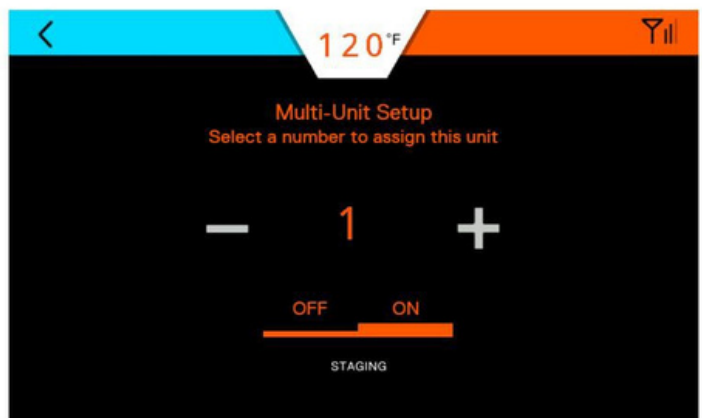 120°F
Multi-Unit Setup
Select a number to assign this unit
1
OFF ON
STAGING